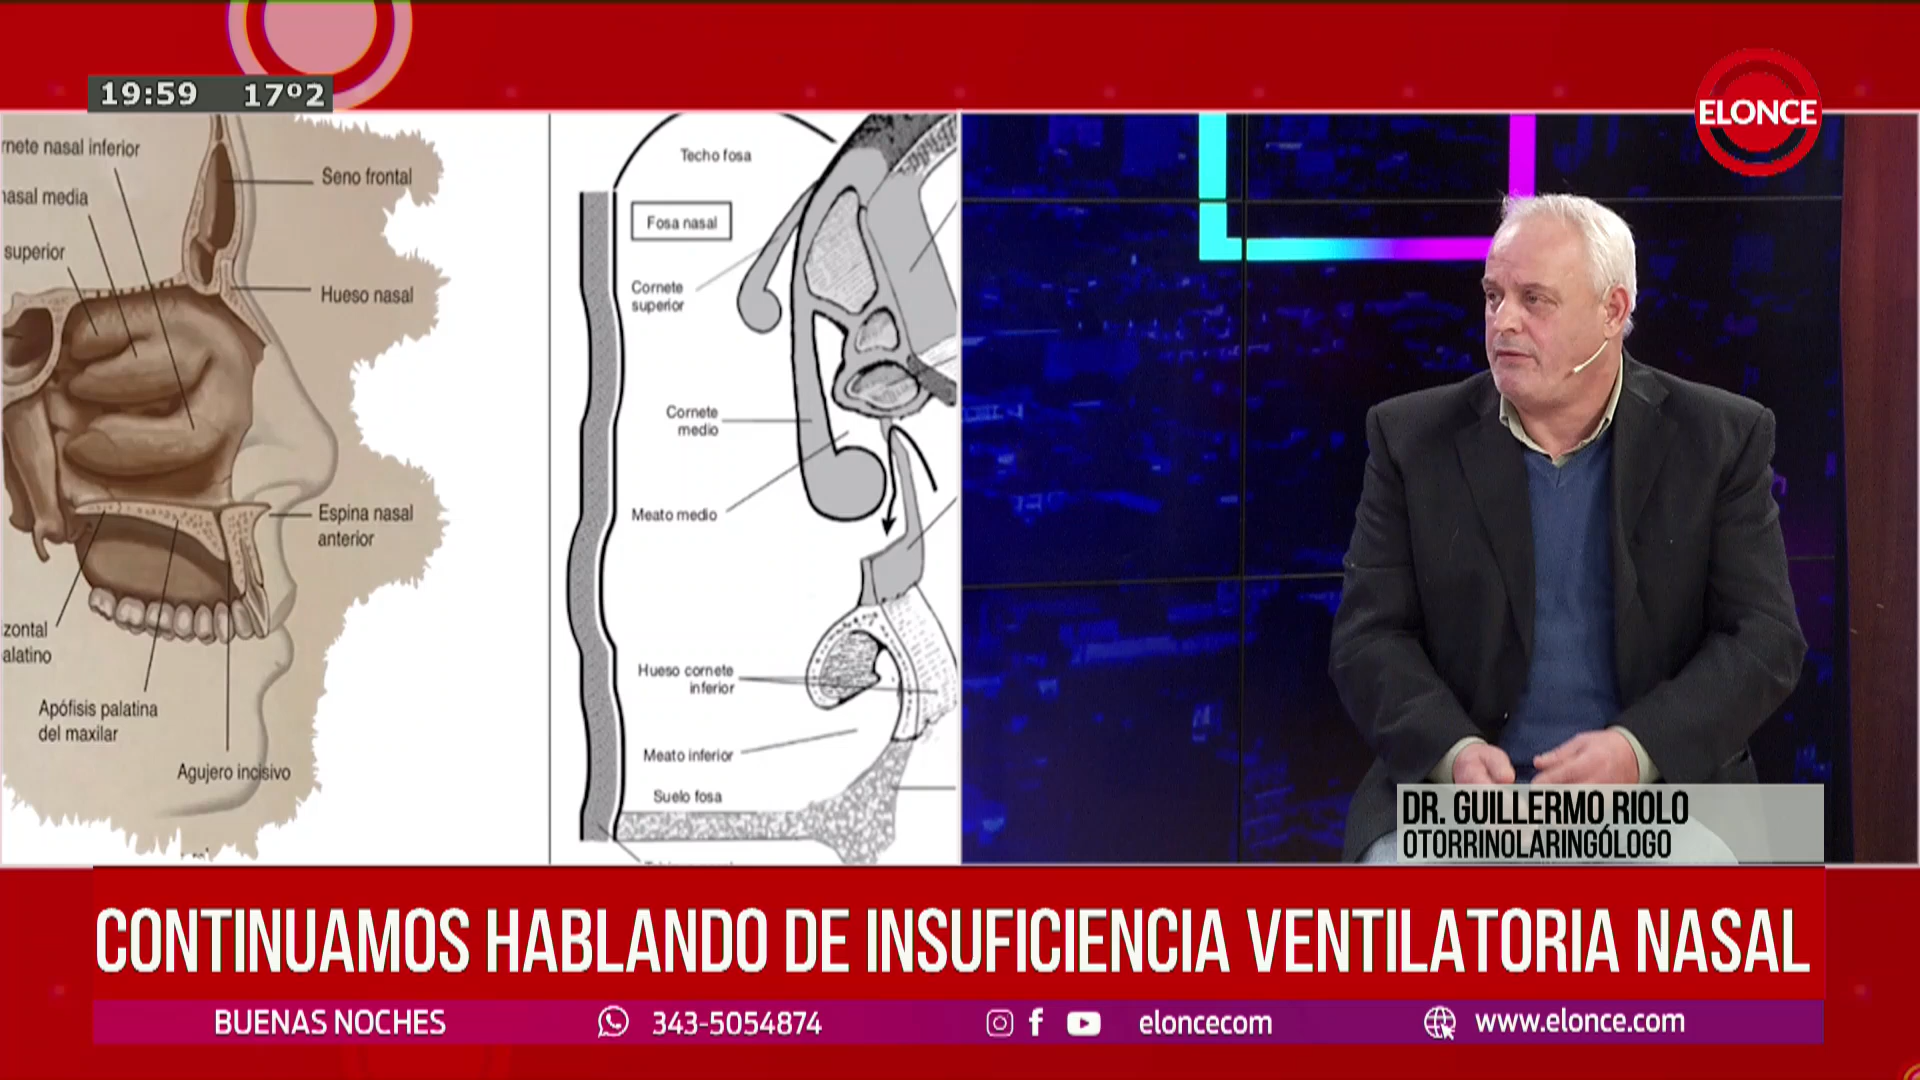 19:59 17º2
ELONCE
rnete nasal inferior
nasal media
superior
Seno frontal
Hueso nasal
Espina nasal
anterior
zontal
alatino
Apófisis palatina
del maxilar
Agujero incisivo
Techo fosa
Fosa nasal
Cornete
superior
Cornete
medio
Meato medio
Hueso cornete
inferior
Meato inferior
Suelo fosa
DR. GUILLERMO RIOLO
OTORRINOLARINGÓLOGO
CONTINUAMOS HABLANDO DE INSUFICIENCIA VENTILATORIA NASAL
BUENAS NOCHES 343-5054874 eloncecom www.elonce.com